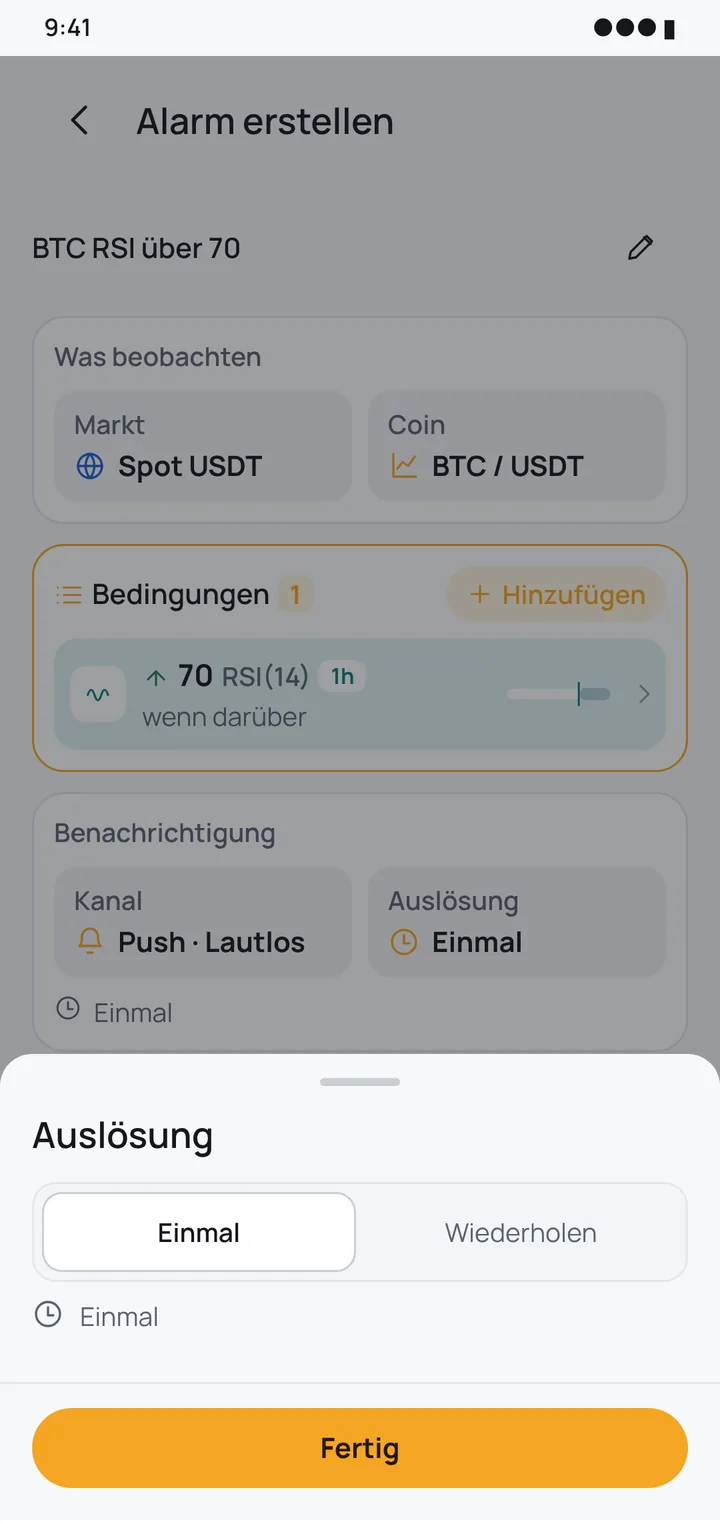 9:41
Alarm erstellen
BTC RSI über 70
Was beobachten
Markt
Spot USDT
Coin
BTC / USDT
Bedingungen 1
+ Hinzufügen
↑ 70 RSI(14) 1h
wenn darüber
Benachrichtigung
Kanal
Push · Lautlos
Auslösung
Einmal
Einmal
Auslösung
Einmal
Wiederholen
Einmal
Fertig